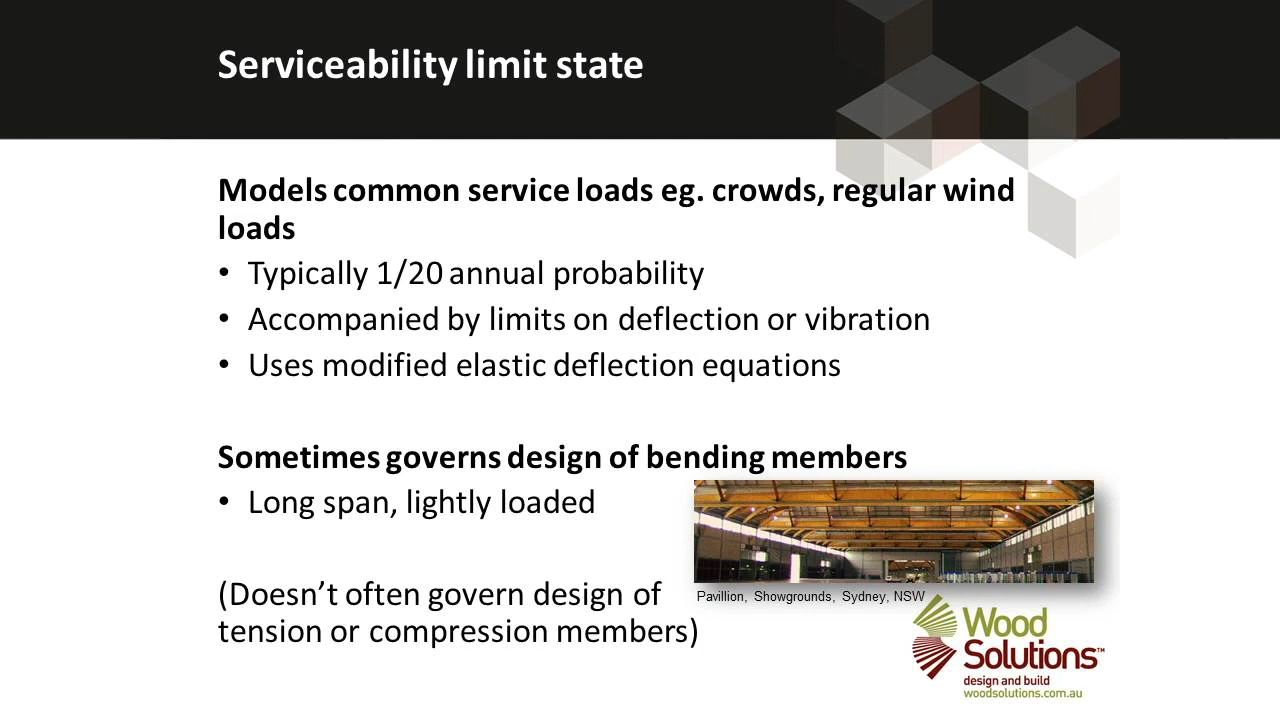 Serviceability limit state
Models common service loads eg. crowds, regular wind
loads
• Typically 1/20 annual probability
• Accompanied by limits on deflection or vibration
• Uses modified elastic deflection equations
Sometimes governs design of bending members
• Long span, lightly loaded
(Doesn’t often govern design of
tension or compression members)
Pavillion, Showgrounds, Sydney, NSW
Wood
Solutions™
design and build
woodsolutions.com.au